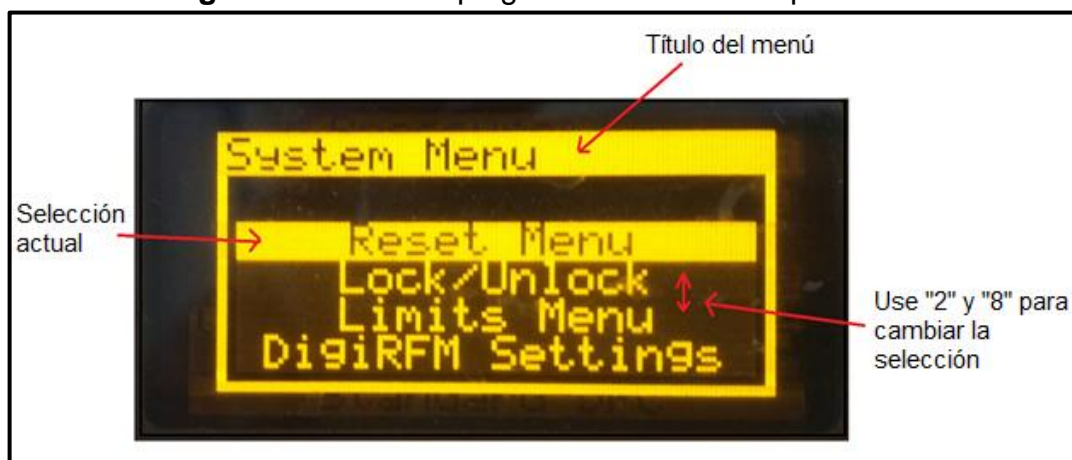 Título del menú
System Menu
Selección
actual
Reset Menu
Lock/Unlock
Limits Menu
DigiRFM Settings
Use "2" y "8" para
cambiar la
selección